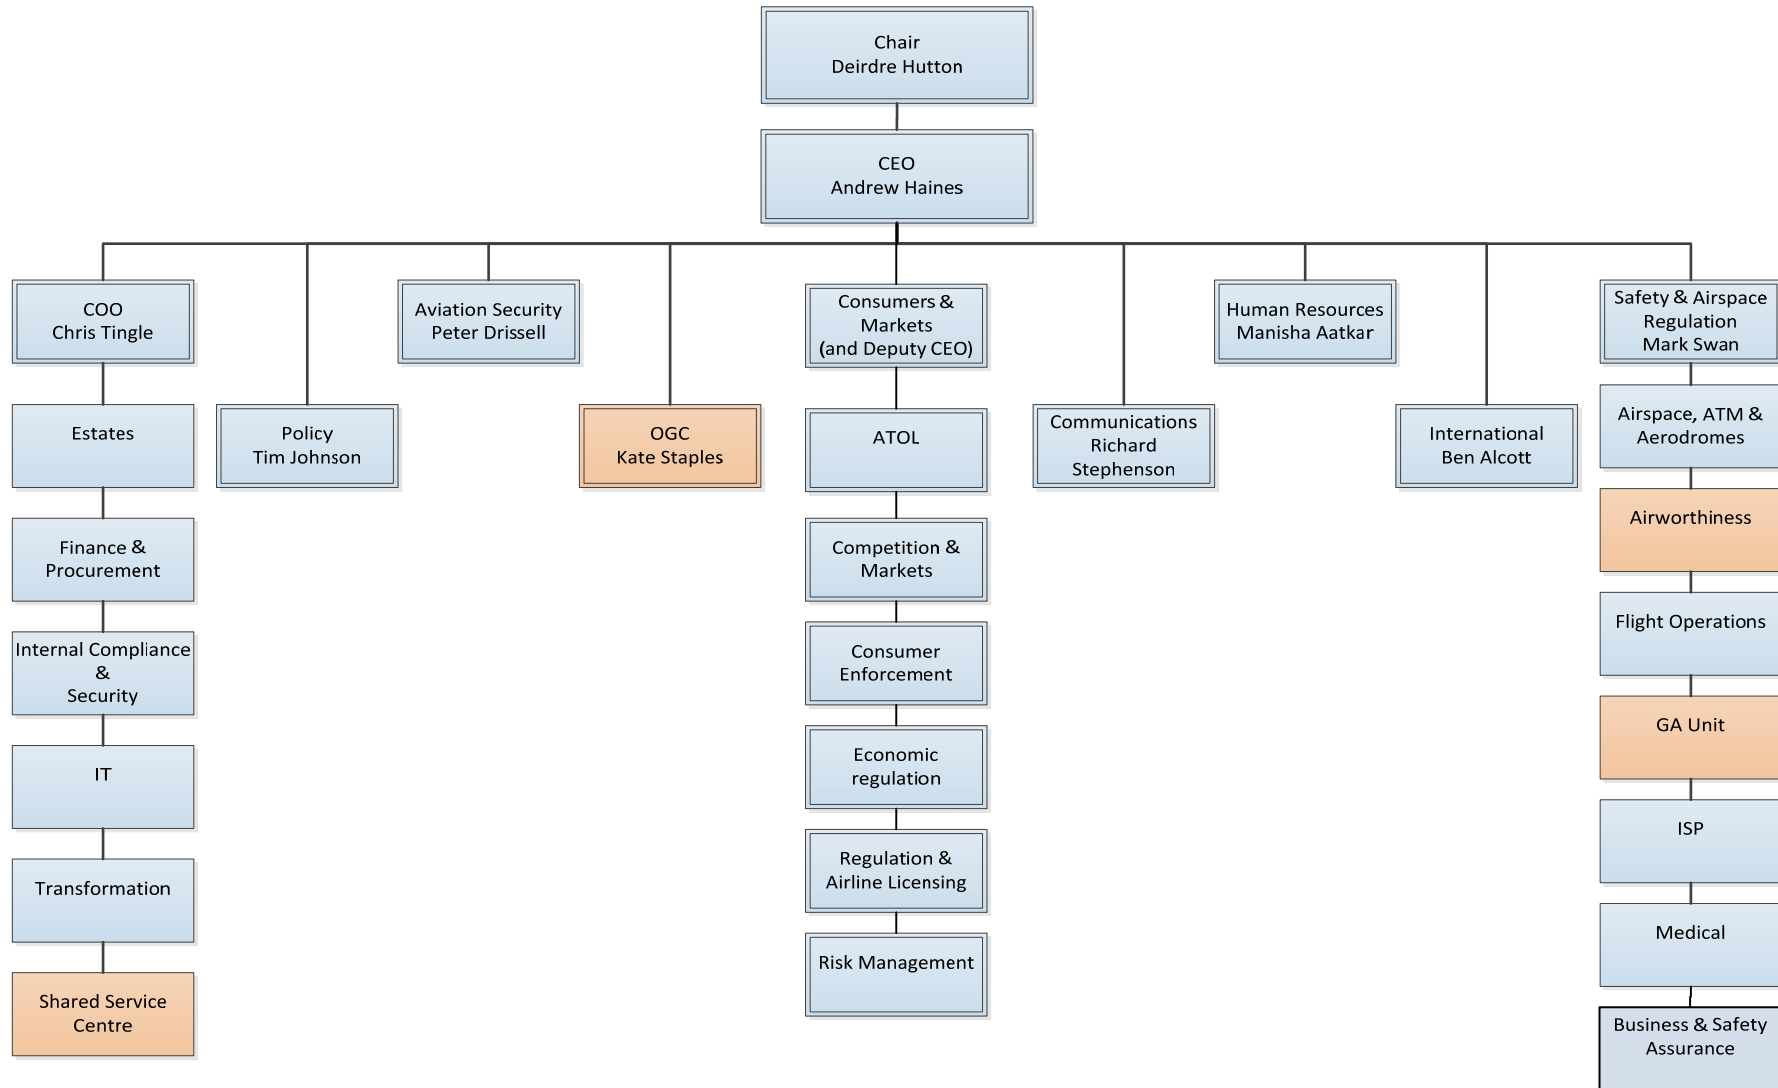 Chair
Deirdre Hutton
CEO
Andrew Haines
COO
Chris Tingle
Aviation Security
Peter Drissell
Consumers &
Markets
(and Deputy CEO)
Human Resources
Manisha Aatkar
Safety & Airspace
Regulation
Mark Swan
Estates
Policy
Tim Johnson
OGC
Kate Staples
ATOL
Communications
Richard
Stephenson
International
Ben Alcott
Airspace, ATM &
Aerodromes
Finance &
Procurement
Competition &
Markets
Airworthiness
Internal Compliance
&
Security
Consumer
Enforcement
Flight Operations
IT
Economic
regulation
GA Unit
Transformation
Regulation &
Airline Licensing
ISP
Shared Service
Centre
Risk Management
Medical
Business & Safety
Assurance